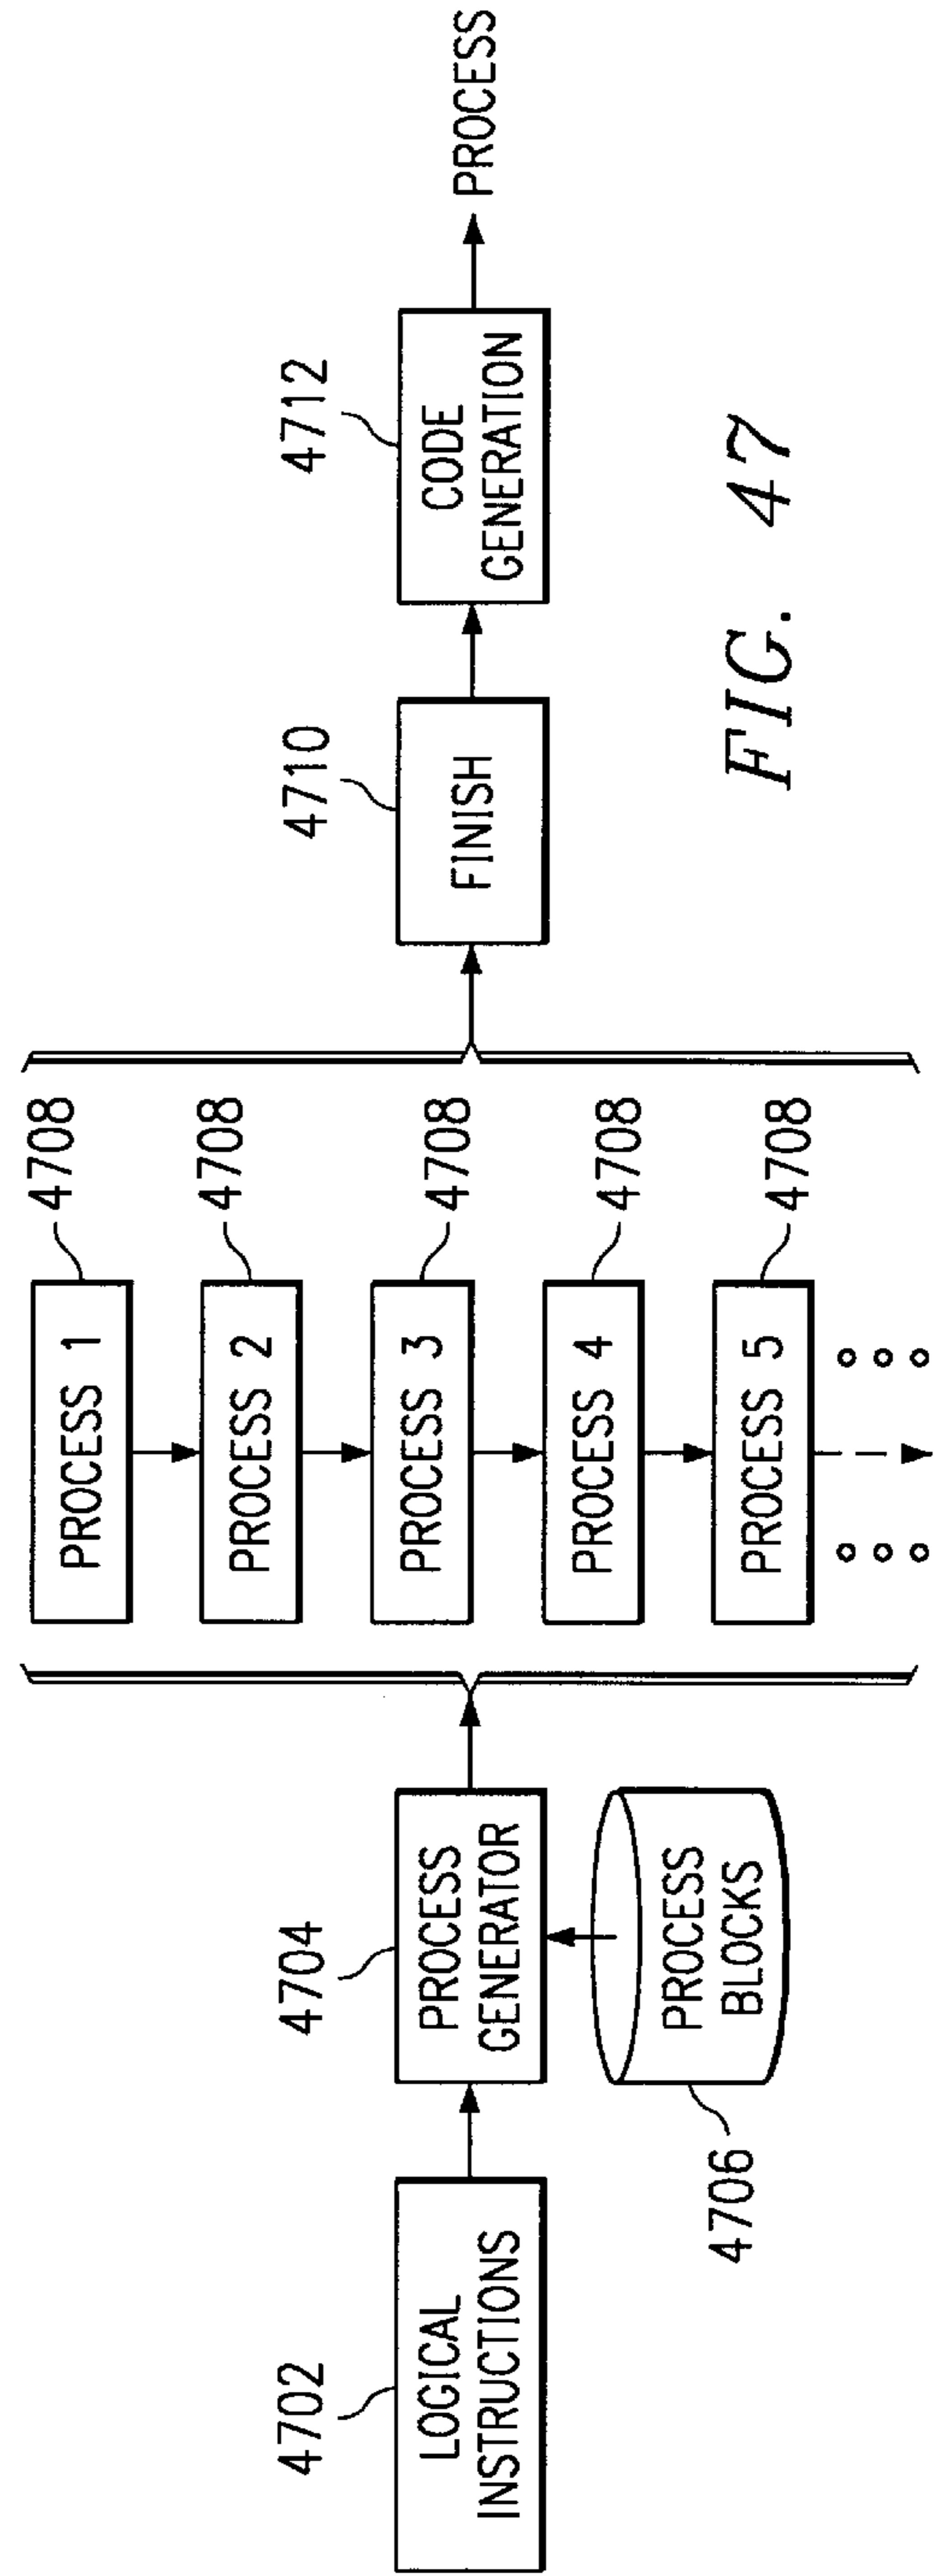 4702
LOGICAL
INSTRUCTIONS
4704
PROCESS
GENERATOR
4706
PROCESS
BLOCKS
PROCESS 1
4708
PROCESS 2
4708
PROCESS 3
4708
PROCESS 4
4708
PROCESS 5
4708
4710
FINISH
4712
CODE
GENERATION
PROCESS
FIG. 47